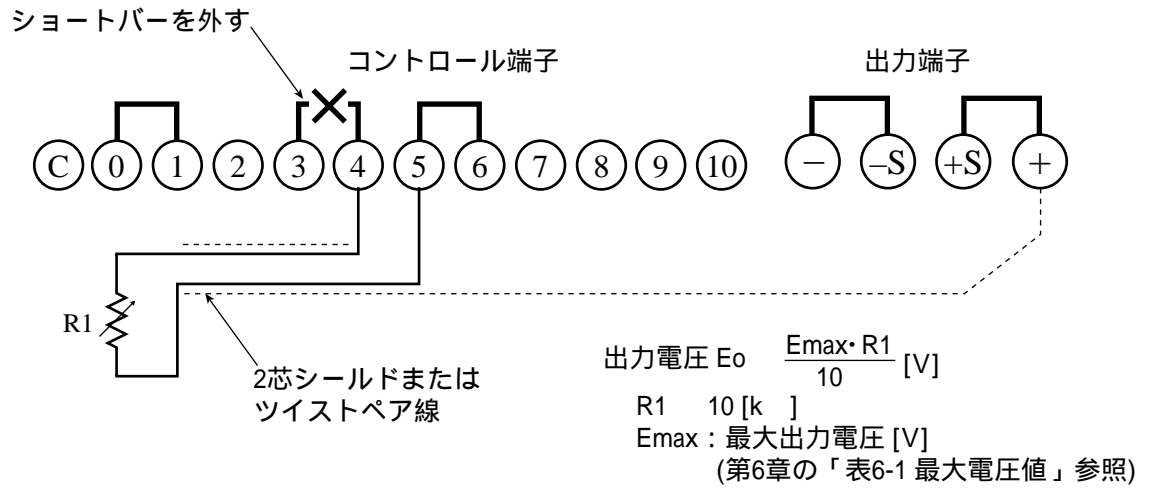 ショートバーを外す
コントロール端子
出力端子
C 0 1 2 3 4 5 6 7 8 9 10 − −S +S +
R1
2芯シールドまたは
ツイストペア線
出力電圧 Eo Emax・R1
10 [V]
R1 10 [k ]
Emax：最大出力電圧 [V]
(第6章の「表6-1 最大電圧値」参照)